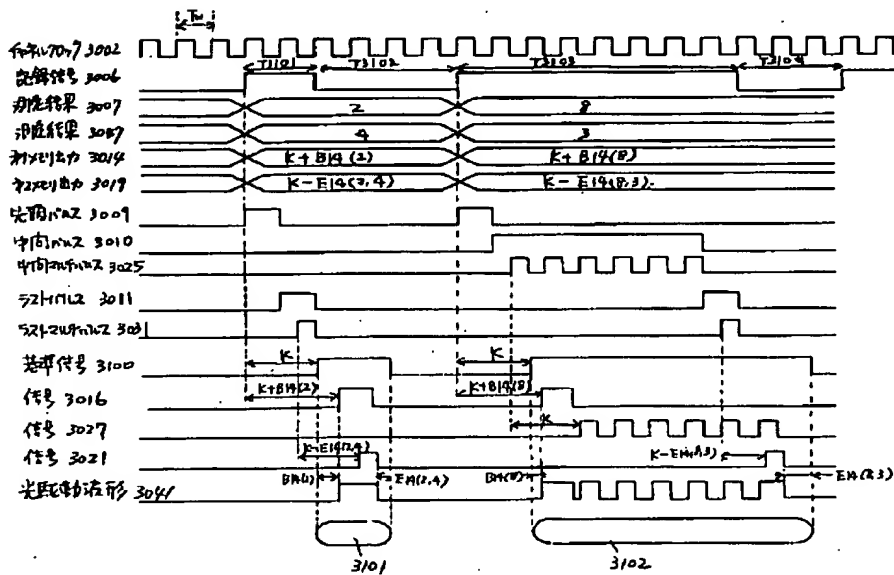 Tw
チャネルクロック 3002
記録信号 3006
T3101 T3102 T3103 T3104
測定結果 3007 2 8
測定結果 3087 4 3
メモリ出力 3014 K+B14(2) K+B14(8)
メモリ出力 3019 K-E14(2,4) K-E14(8,3)
先頭パルス 3009
中間パルス 3010
中間マルチパルス 3025
ラストパルス 3011
ラストマルチパルス 3031
基準信号 3100 K K
信号 3016 K+B14(2) K+B14(8)
信号 3027 K
信号 3021 K-E14(2,4) K-E14(8,3)
光駆動波形 3041 B14(2) E14(2,4) B14(8) E14(8,3)
3101 3102